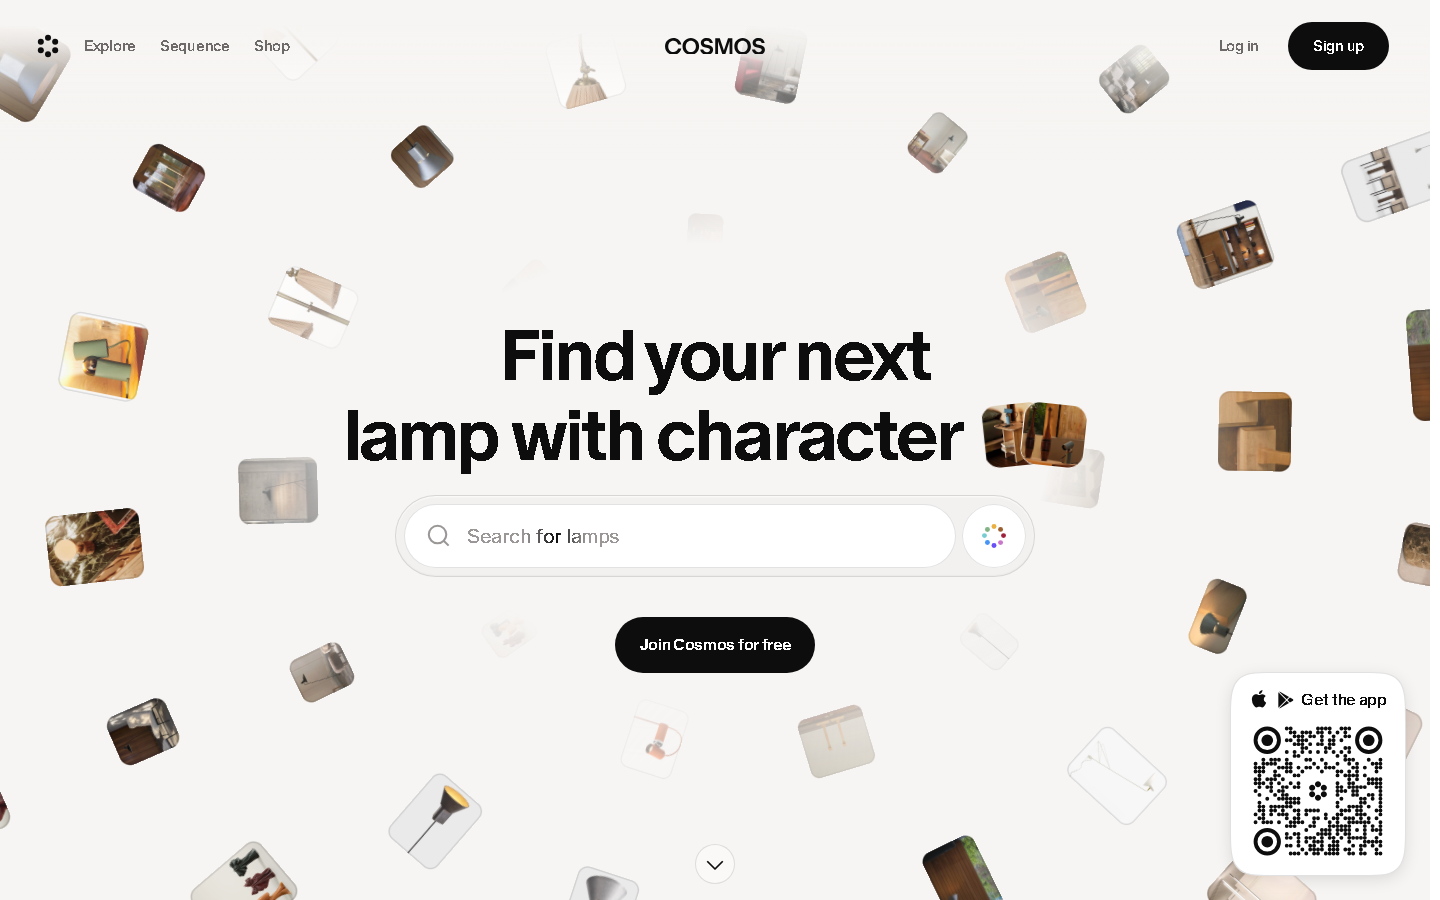 Explore
Sequence
Shop
COSMOS
Log in
Sign up
Find your next
lamp with character
Search for lamps
Join Cosmos for free
Get the app